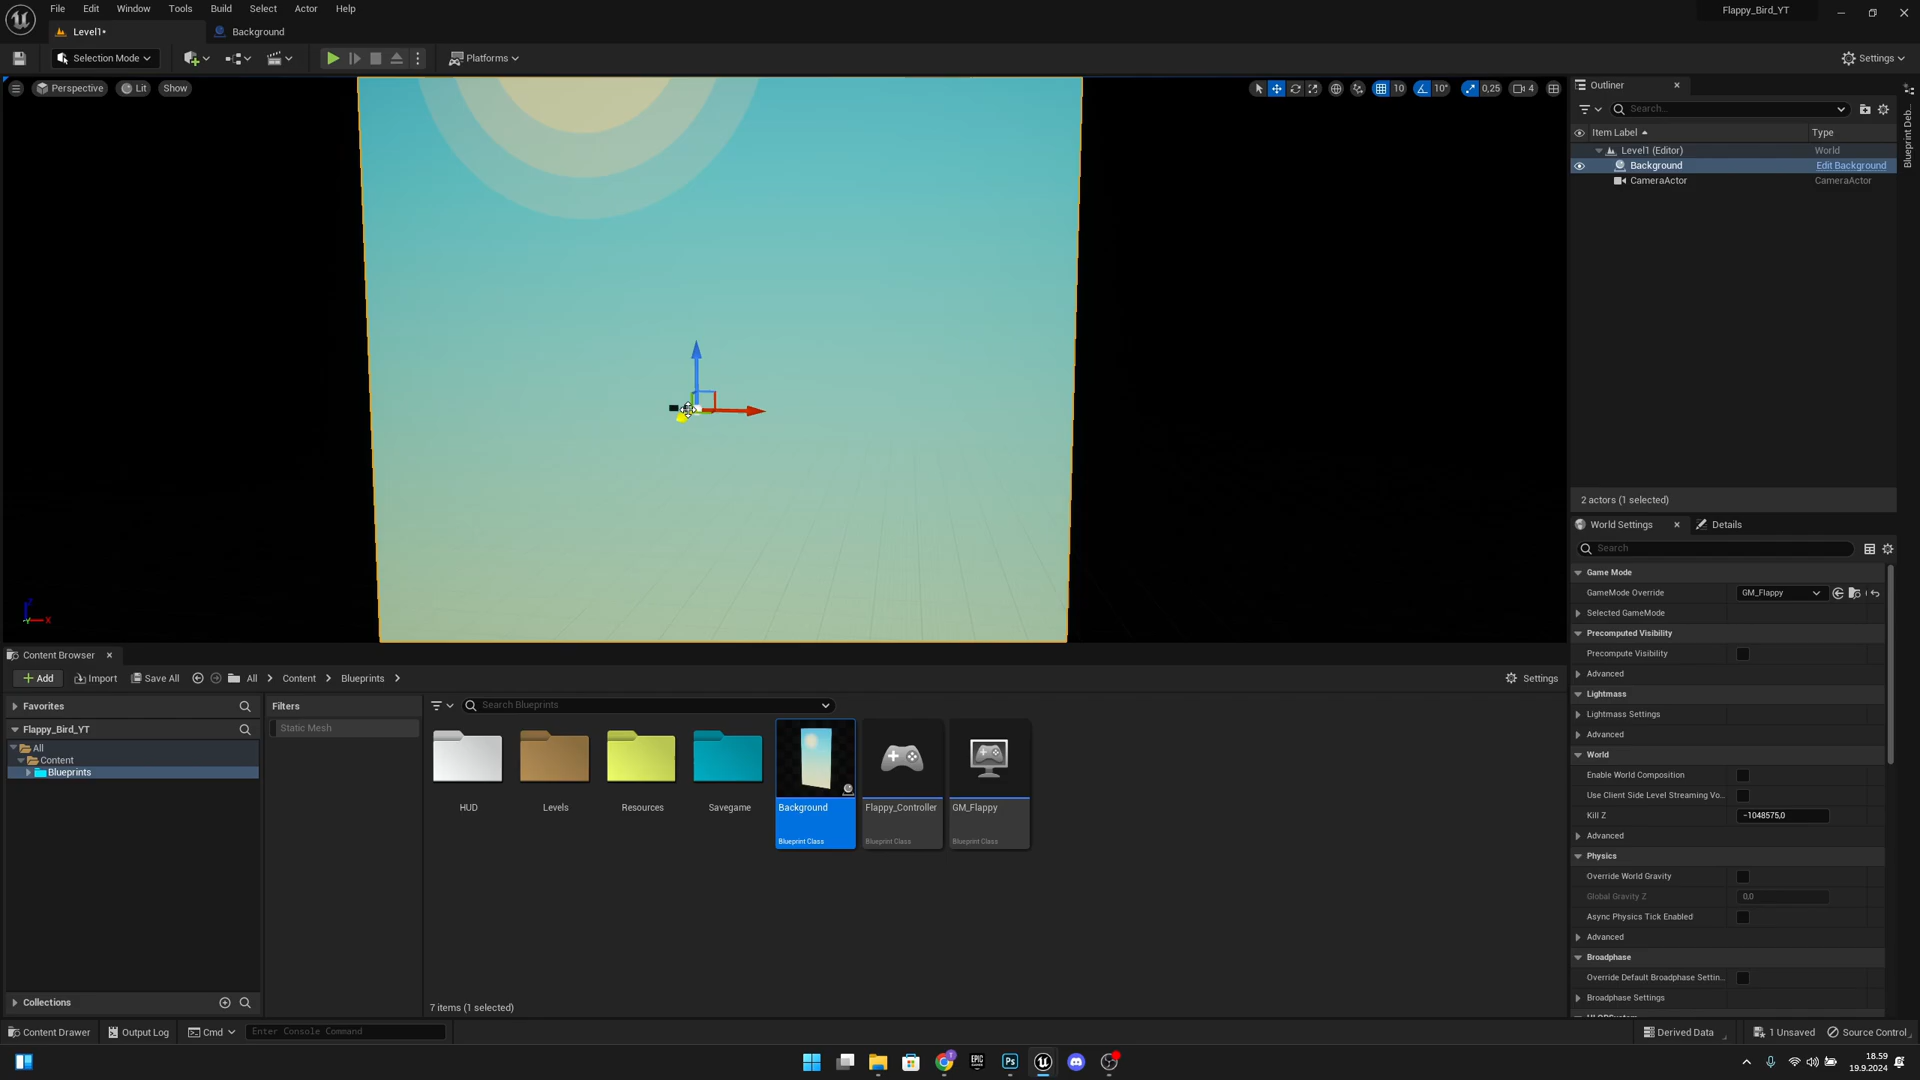 File Edit Window Tools Build Select Actor Help
Flappy_Bird_YT
Level1•
Background
Selection Mode
Platforms
Settings
Perspective
Lit
Show
10
10°
0,25
4
Outliner
Search...
Item Label
Type
Level1 (Editor)
World
Background
Edit Background
CameraActor
CameraActor
2 actors (1 selected)
Blueprint Deb...
World Settings
Details
Search
Game Mode
GameMode Override
GM_Flappy
Selected GameMode
Precomputed Visibility
Precompute Visibility
Advanced
Lightmass
Lightmass Settings
Advanced
World
Enable World Composition
Use Client Side Level Streaming Vo...
Kill Z
-1048575,0
Advanced
Physics
Override World Gravity
Global Gravity Z
0,0
Async Physics Tick Enabled
Advanced
Broadphase
Override Default Broadphase Settin...
Broadphase Settings
Z
X
Content Browser
Add
Import
Save All
All
Content
Blueprints
Settings
Favorites
Flappy_Bird_YT
All
Content
Blueprints
Collections
Filters
Static Mesh
Search Blueprints
HUD
Levels
Resources
Savegame
Background
Blueprint Class
Flappy_Controller
Blueprint Class
GM_Flappy
Blueprint Class
7 items (1 selected)
Content Drawer
Output Log
Cmd
Enter Console Command
Derived Data
1 Unsaved
Source Control
EPIC
Ps
18.59
19.9.2024